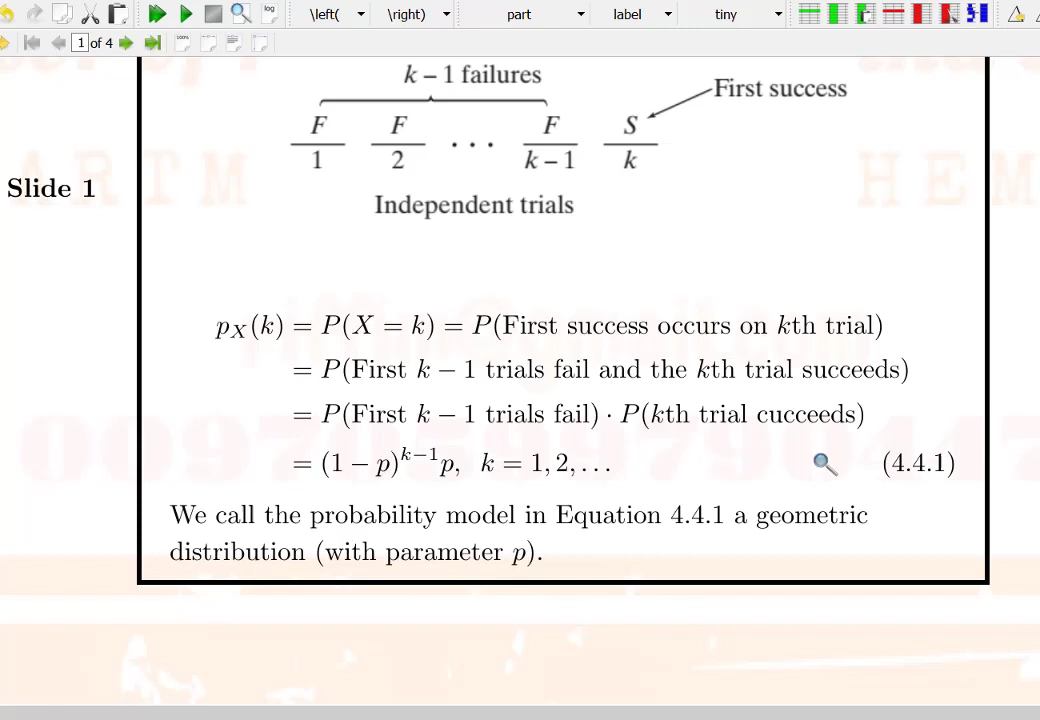 \left( \right) part label tiny
1 of 4
k – 1 failures
First success
F F ··· F S
1 2 k – 1 k
Slide 1
Independent trials
A R T M H E M
p_X(k) = P(X = k) = P(First success occurs on kth trial)
= P(First k − 1 trials fail and the kth trial succeeds)
= P(First k − 1 trials fail) · P(kth trial cucceeds)
= (1 − p)^{k−1}p, k = 1, 2, . . . (4.4.1)
We call the probability model in Equation 4.4.1 a geometric
distribution (with parameter p).